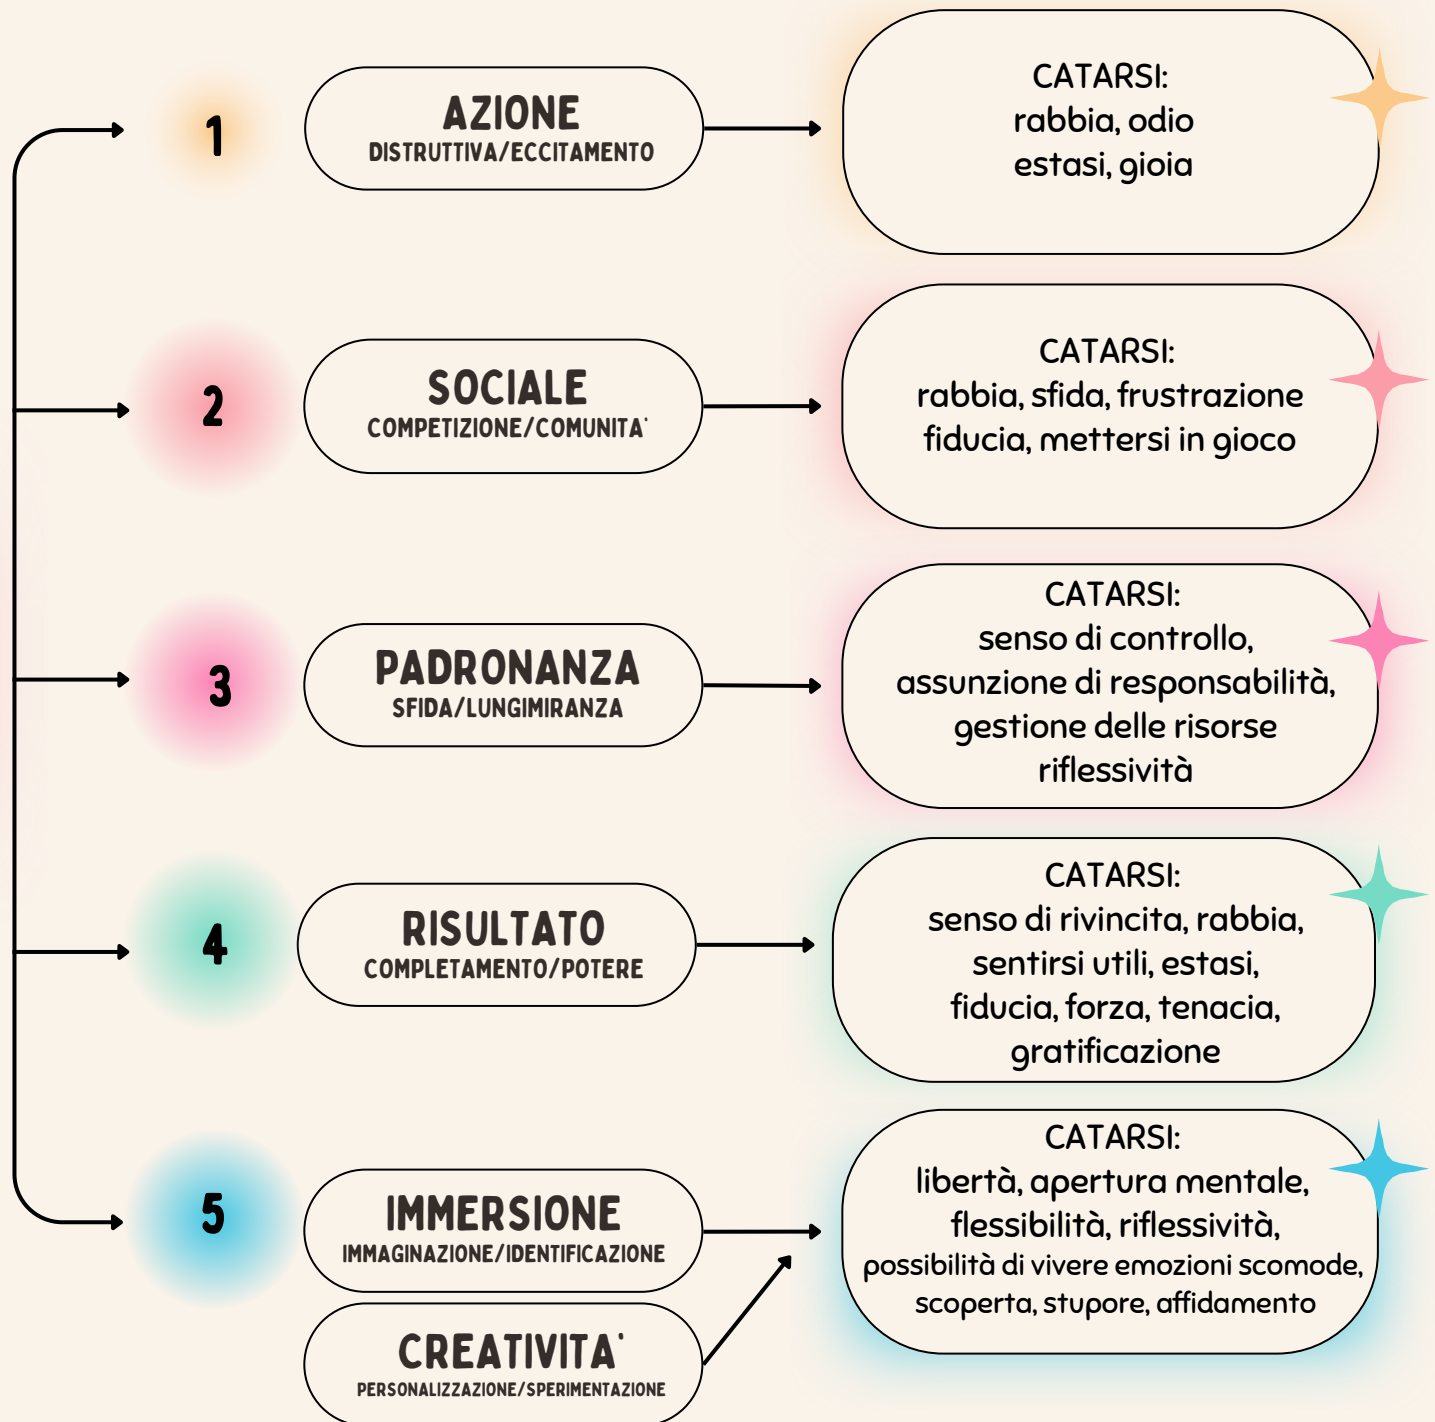 1
AZIONE
DISTRUTTIVA/ECCITAMENTO
CATARSI:
rabbia, odio
estasi, gioia
2
SOCIALE
COMPETIZIONE/COMUNITA'
CATARSI:
rabbia, sfida, frustrazione
fiducia, mettersi in gioco
3
PADRONANZA
SFIDA/LUNGIMIRANZA
CATARSI:
senso di controllo,
assunzione di responsabilità,
gestione delle risorse
riflessività
4
RISULTATO
COMPLETAMENTO/POTERE
CATARSI:
senso di rivincita, rabbia,
sentirsi utili, estasi,
fiducia, forza, tenacia,
gratificazione
5
IMMERSIONE
IMMAGINAZIONE/IDENTIFICAZIONE
CREATIVITA'
PERSONALIZZAZIONE/SPERIMENTAZIONE
CATARSI:
libertà, apertura mentale,
flessibilità, riflessività,
possibilità di vivere emozioni scomode,
scoperta, stupore, affidamento